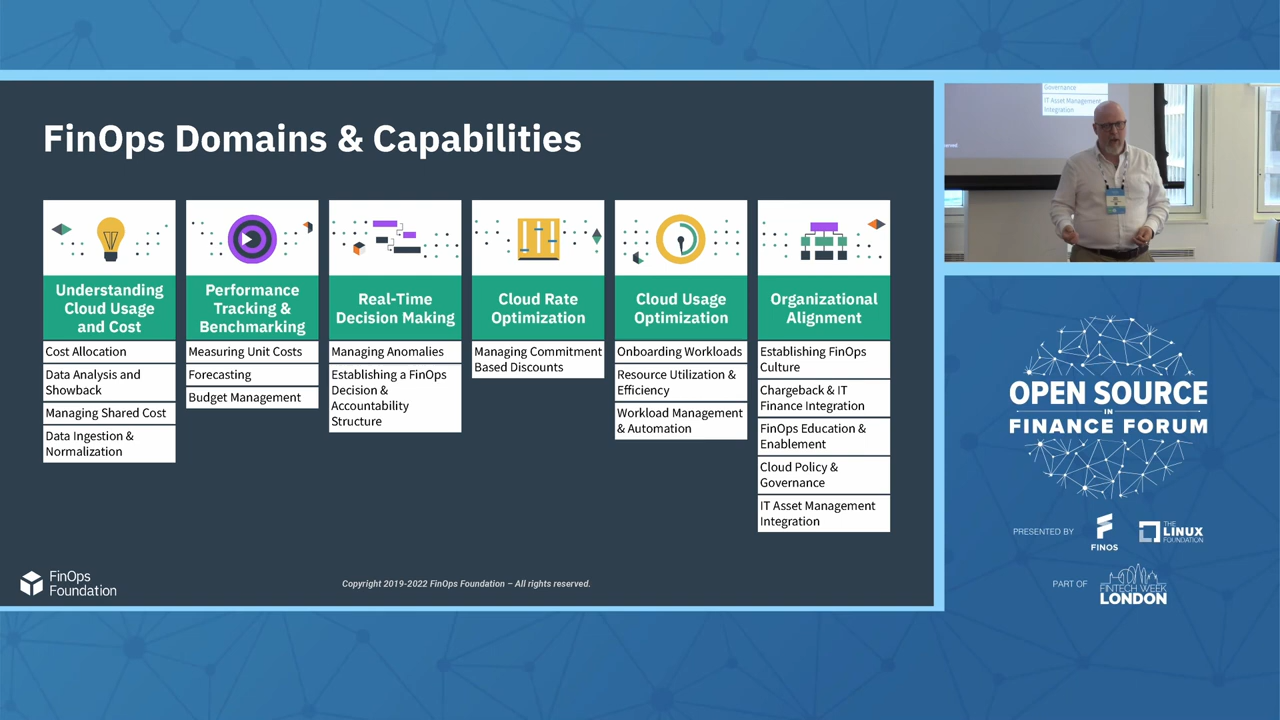 FinOps Domains & Capabilities
Understanding
Cloud Usage
and Cost
Cost Allocation
Data Analysis and
Showback
Managing Shared Cost
Data Ingestion &
Normalization
Performance
Tracking &
Benchmarking
Measuring Unit Costs
Forecasting
Budget Management
Real-Time
Decision Making
Managing Anomalies
Establishing a FinOps
Decision &
Accountability
Structure
Cloud Rate
Optimization
Managing Commitment
Based Discounts
Cloud Usage
Optimization
Onboarding Workloads
Resource Utilization &
Efficiency
Workload Management
& Automation
Organizational
Alignment
Establishing FinOps
Culture
Chargeback & IT
Finance Integration
FinOps Education &
Enablement
Cloud Policy &
Governance
IT Asset Management
Integration
FinOps
Foundation
Copyright 2019-2022 FinOps Foundation – All rights reserved.
Governance
IT Asset Management
Integration
OPEN SOURCE
IN
FINANCE FORUM
PRESENTED BY
FINOS
THE
LINUX
FOUNDATION
PART OF
FINTECH WEEK
LONDON